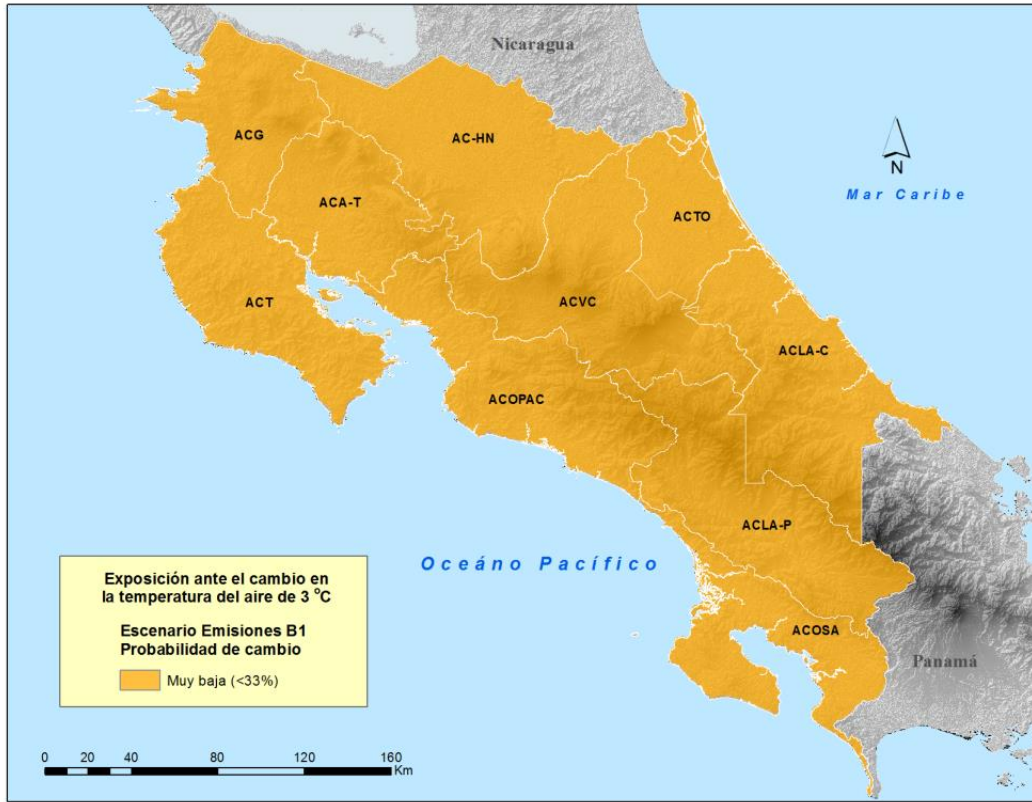 Nicaragua
N
Mar Caribe
ACG
AC-HN
ACA-T
ACTO
ACT
ACVC
ACLA-C
ACOPAC
ACLA-P
Océano Pacífico
ACOSA
Panamá
Exposición ante el cambio en
la temperatura del aire de 3 °C
Escenario Emisiones B1
Probabilidad de cambio
Muy baja (<33%)
0 20 40 80 120 160
Km